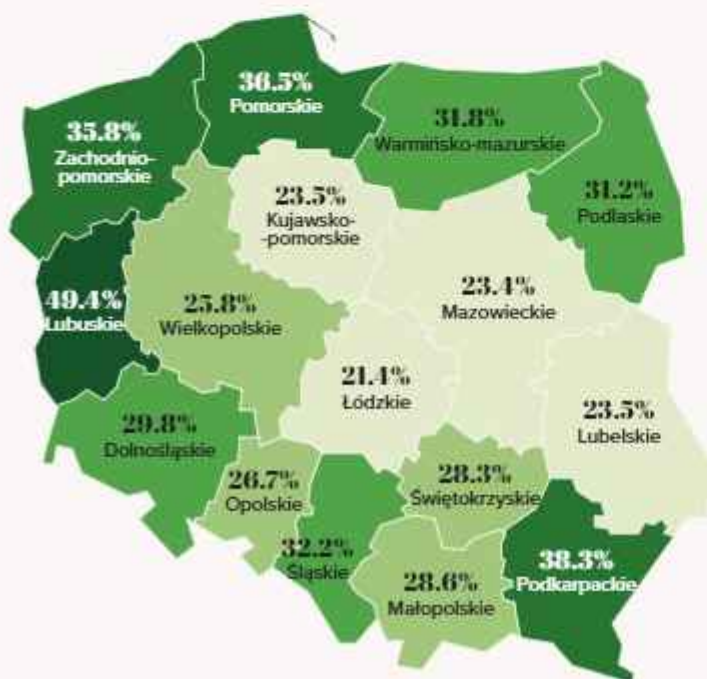 36.5%
Pomorskie
35.8%
Zachodnio-
pomorskie
31.8%
Warmińsko-mazurskie
31.2%
Podlaskie
23.5%
Kujawsko-
-pomorskie
49.4%
Lubuskie
25.8%
Wielkopolskie
23.4%
Mazowieckie
21.4%
Łódzkie
23.5%
Lubelskie
29.8%
Dolnośląskie
26.7%
Opolskie
32.2%
Śląskie
28.3%
Świętokrzyskie
28.6%
Małopolskie
38.3%
Podkarpackie